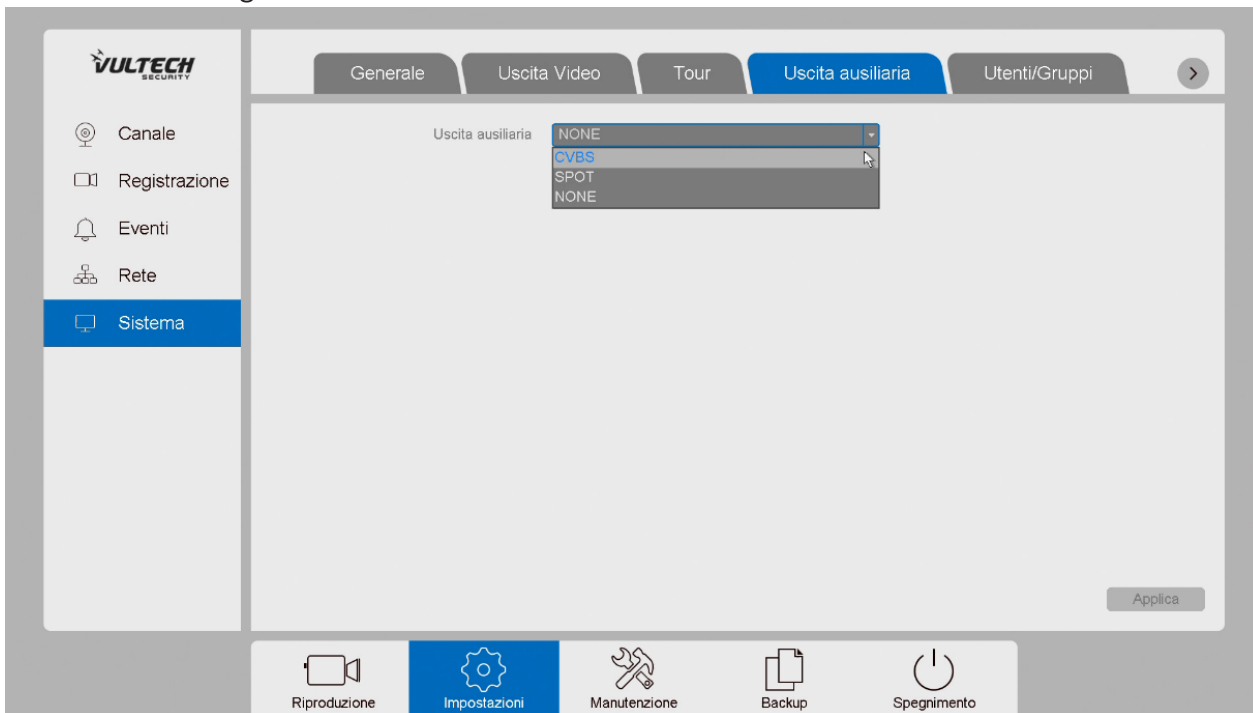 VULTECH
SECURITY
Generale
Uscita Video
Tour
Uscita ausiliaria
Utenti/Gruppi
Canale
Registrazione
Eventi
Rete
Sistema
Uscita ausiliaria NONE
CVBS
SPOT
NONE
Applica
Riproduzione
Impostazioni
Manutenzione
Backup
Spegnimento